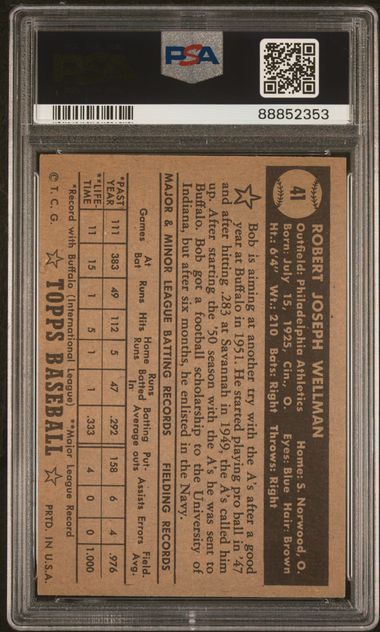 PSA
88852353
41
ROBERT JOSEPH WELLMAN
Outfield: Philadelphia Athletics Home: S. Norwood, O.
Born: July 15, 1925, Cin., O. Eyes: Blue Hair: Brown
Ht.: 6'4" Wt.: 210 Bats: Right Throws: Right
Bob is aiming at another try with the A's after a good
year at Buffalo in 1951. He started playing pro ball in '47
and after hitting .283 at Savannah in 1949, the A's called him
up. After starting the '50 season with the A's he was sent to
Buffalo. Bob got a football scholarship to the University of
Indiana, but after six months, he enlisted in the Navy.
MAJOR & MINOR LEAGUE BATTING RECORDS FIELDING RECORDS
Games At Bat Runs Hits Home Runs Runs Batted In Batting Average Put-outs Assists Errors Field. Avg.
*PAST YEAR 111 383 49 112 5 47 .292 158 6 4 .976
**LIFE-TIME 11 15 1 5 1 1 .333 4 0 0 1.000
*Record with Buffalo (International League) **Major League Record
© T. C. G. TOPPS BASEBALL PRTD. IN U.S.A.